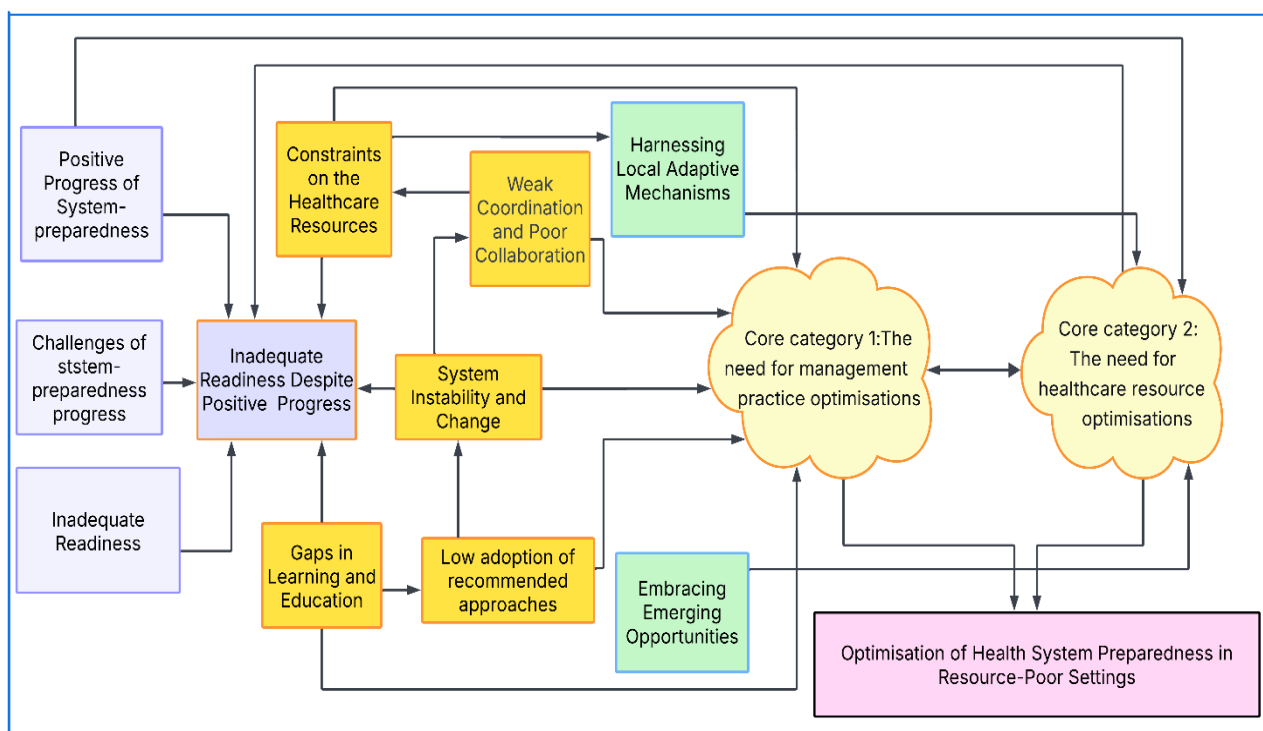 Positive
Progress of
System-
preparedness
Constraints
on the
Healthcare
Resources
Weak
Coordination
and Poor
Collaboration
Harnessing
Local Adaptive
Mechanisms
Challenges of
ststem-
preparedness
progress
Inadequate
Readiness Despite
Positive Progress
System
Instability and
Change
Core category 1:The
need for management
practice optimisations
Core category 2:
The need for
healthcare resource
optimisations
Inadequate
Readiness
Gaps in
Learning and
Education
Low adoption of
recommended
approaches
Embracing
Emerging
Opportunities
Optimisation of Health System Preparedness in
Resource-Poor Settings